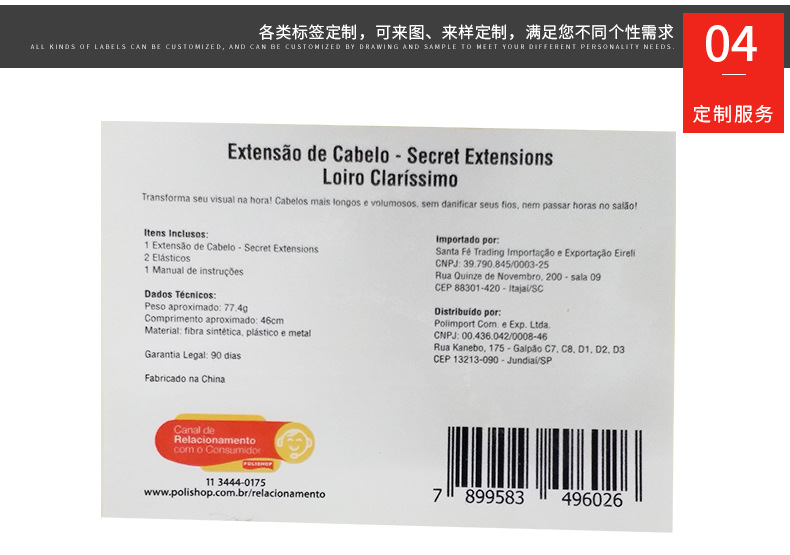 各类标签定制，可来图、来样定制，满足您不同个性需求
ALL KINDS OF LABELS CAN BE CUSTOMIZED, AND CAN BE CUSTOMIZED BY DRAWING AND SAMPLE TO MEET YOUR DIFFERENT PERSONALITY NEEDS.
04
定制服务
Extensão de Cabelo - Secret Extensions
Loiro Claríssimo
Transforma seu visual na hora! Cabelos mais longos e volumosos, sem danificar seus fios, nem passar horas no salão!
Itens Inclusos:
1 Extensão de Cabelo - Secret Extensions
2 Elásticos
1 Manual de instruções
Dados Técnicos:
Peso aproximado: 77.4g
Comprimento aproximado: 46cm
Material: fibra sintética, plástico e metal
Garantia Legal: 90 dias
Fabricado na China
Importado por:
Santa Fé Trading Importação e Exportação Eireli
CNPJ: 39.790.845/0003-25
Rua Quinze de Novembro, 200 - sala 09
CEP 88301-420 - Itajaí/SC
Distribuído por:
Polimport Com. e Exp. Ltda.
CNPJ: 00.436.042/0008-46
Rua Kanebo, 175 - Galpão C7, C8, D1, D2, D3
CEP 13213-090 - Jundiaí/SP
Canal de
Relacionamento
com o Consumidor
POLISHOP
11 3444-0175
www.polishop.com.br/relacionamento
7 899583 496026